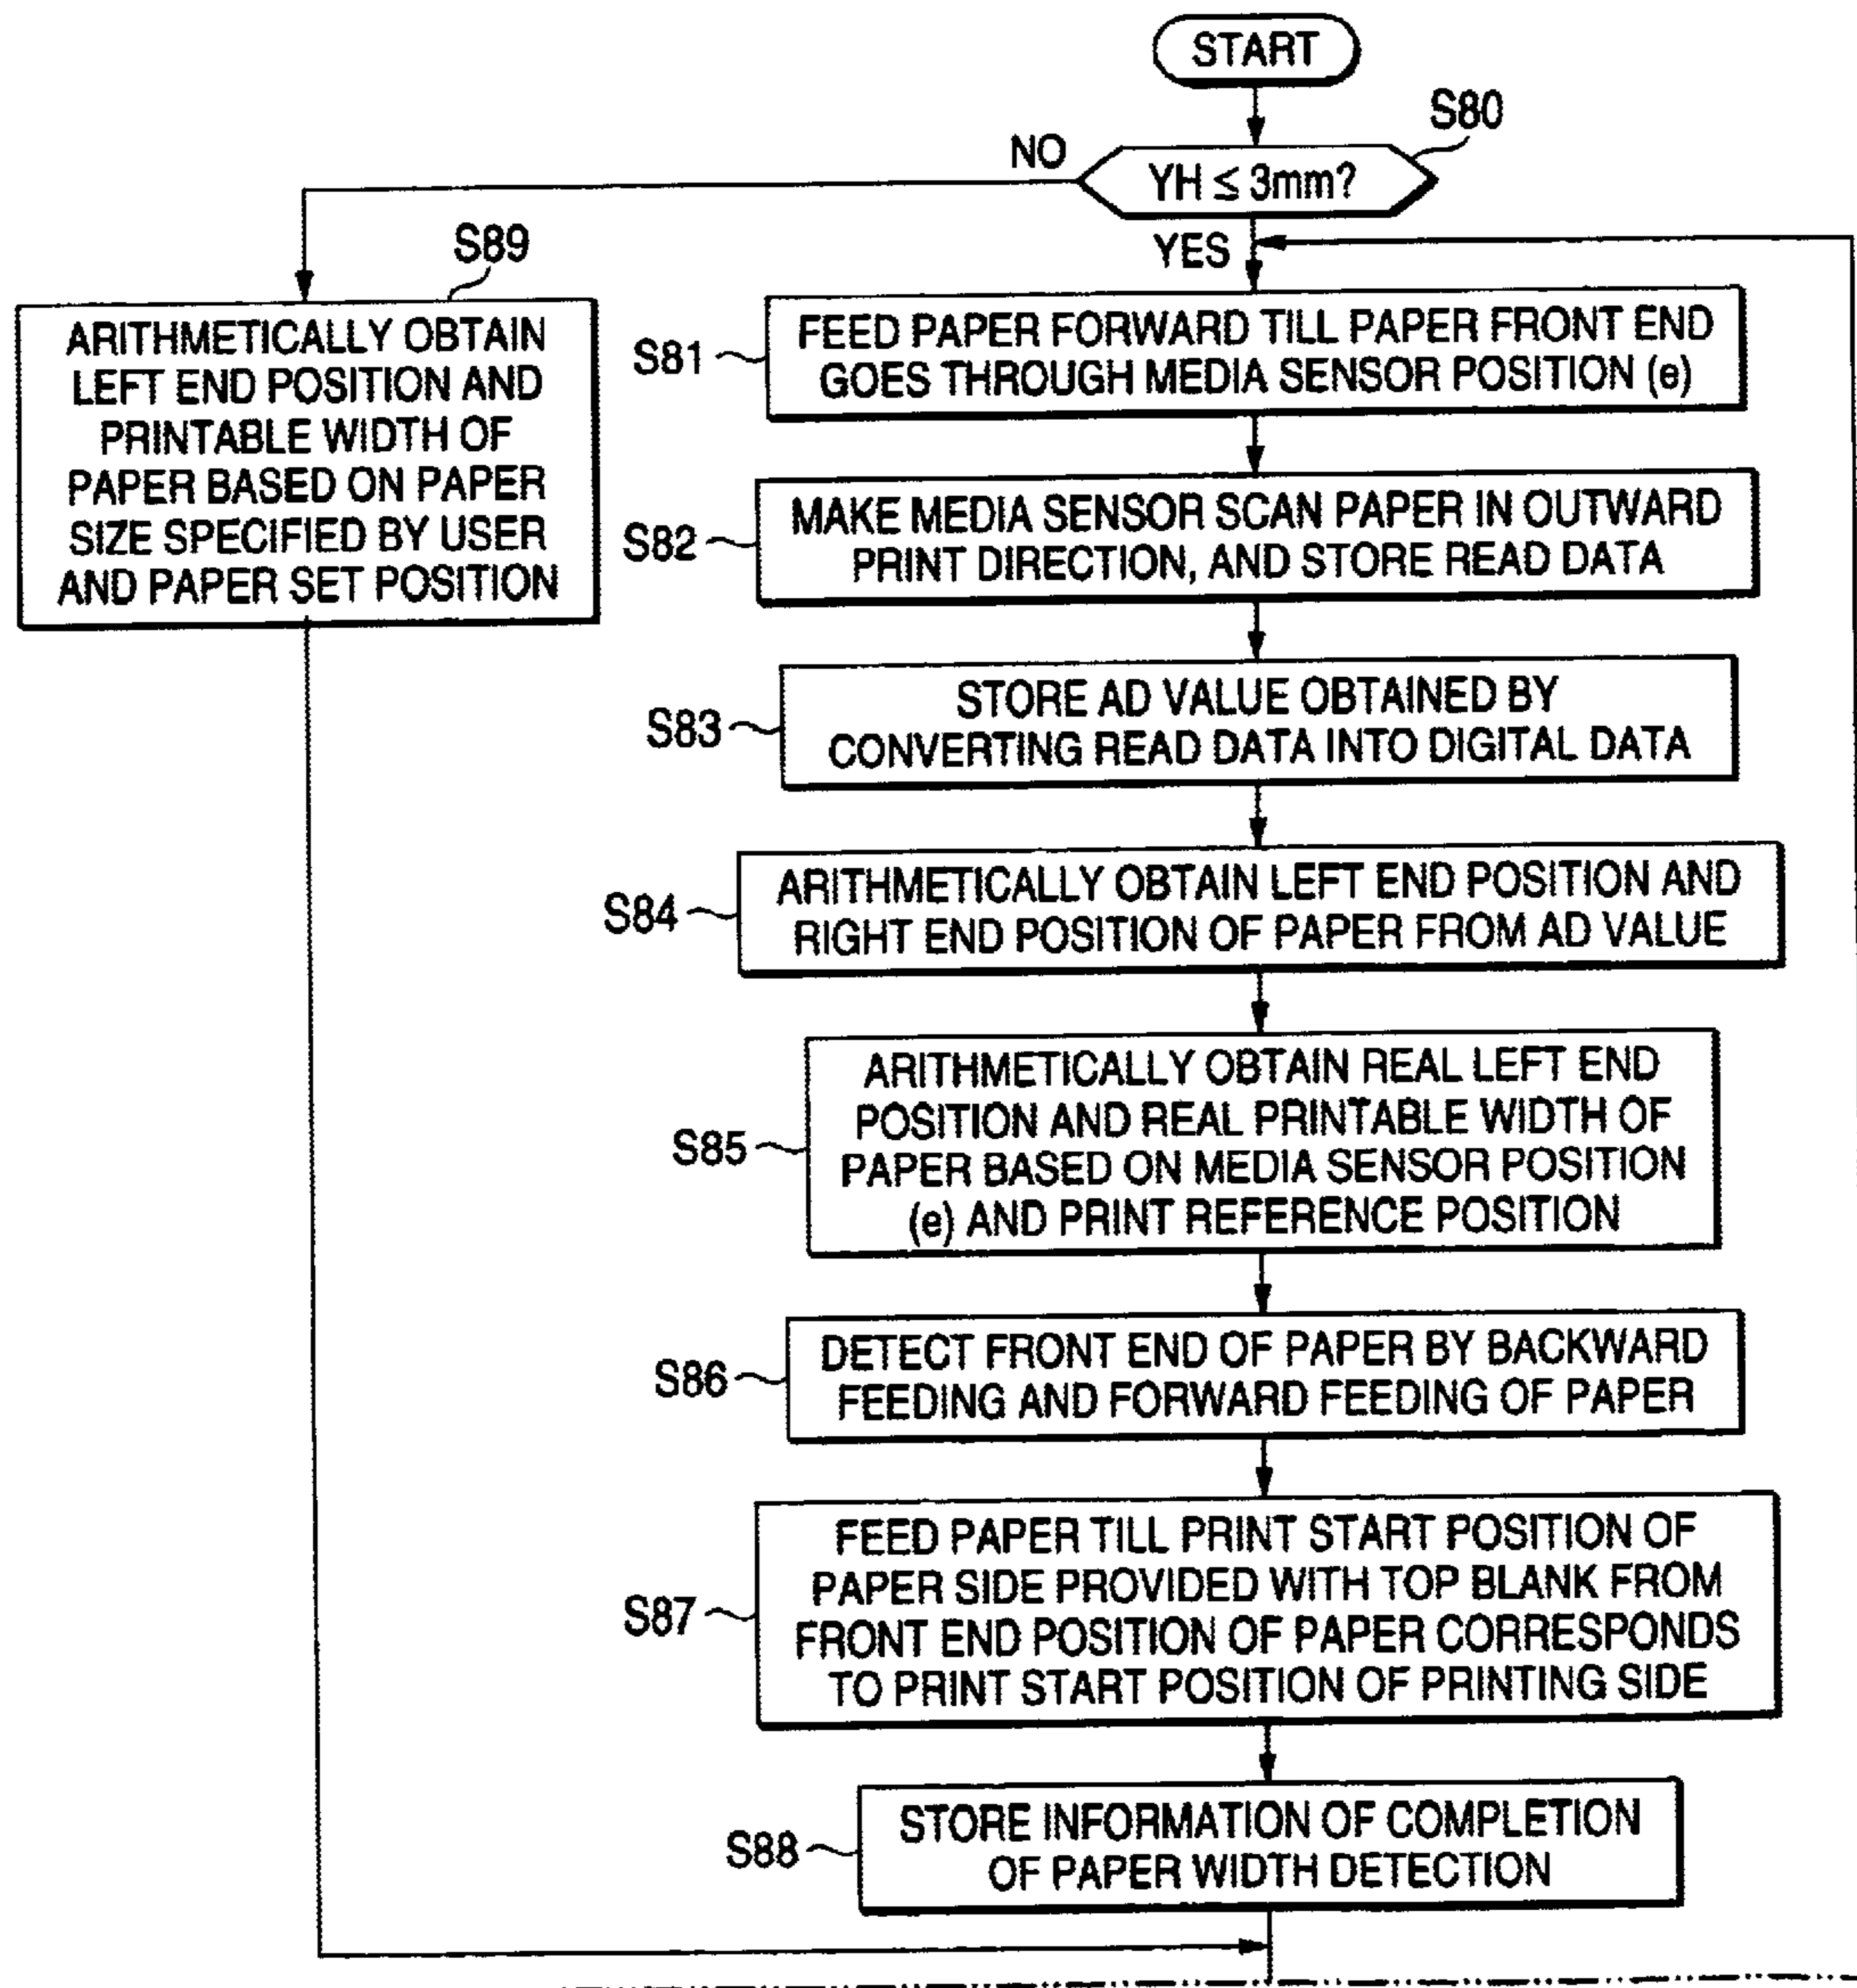 START
S80
NO
YH ≦ 3mm?
YES
S89
ARITHMETICALLY OBTAIN
LEFT END POSITION AND
PRINTABLE WIDTH OF
PAPER BASED ON PAPER
SIZE SPECIFIED BY USER
AND PAPER SET POSITION
S81
FEED PAPER FORWARD TILL PAPER FRONT END
GOES THROUGH MEDIA SENSOR POSITION (e)
S82
MAKE MEDIA SENSOR SCAN PAPER IN OUTWARD
PRINT DIRECTION, AND STORE READ DATA
S83
STORE AD VALUE OBTAINED BY
CONVERTING READ DATA INTO DIGITAL DATA
S84
ARITHMETICALLY OBTAIN LEFT END POSITION AND
RIGHT END POSITION OF PAPER FROM AD VALUE
S85
ARITHMETICALLY OBTAIN REAL LEFT END
POSITION AND REAL PRINTABLE WIDTH OF
PAPER BASED ON MEDIA SENSOR POSITION
(e) AND PRINT REFERENCE POSITION
S86
DETECT FRONT END OF PAPER BY BACKWARD
FEEDING AND FORWARD FEEDING OF PAPER
S87
FEED PAPER TILL PRINT START POSITION OF
PAPER SIDE PROVIDED WITH TOP BLANK FROM
FRONT END POSITION OF PAPER CORRESPONDS
TO PRINT START POSITION OF PRINTING SIDE
S88
STORE INFORMATION OF COMPLETION
OF PAPER WIDTH DETECTION